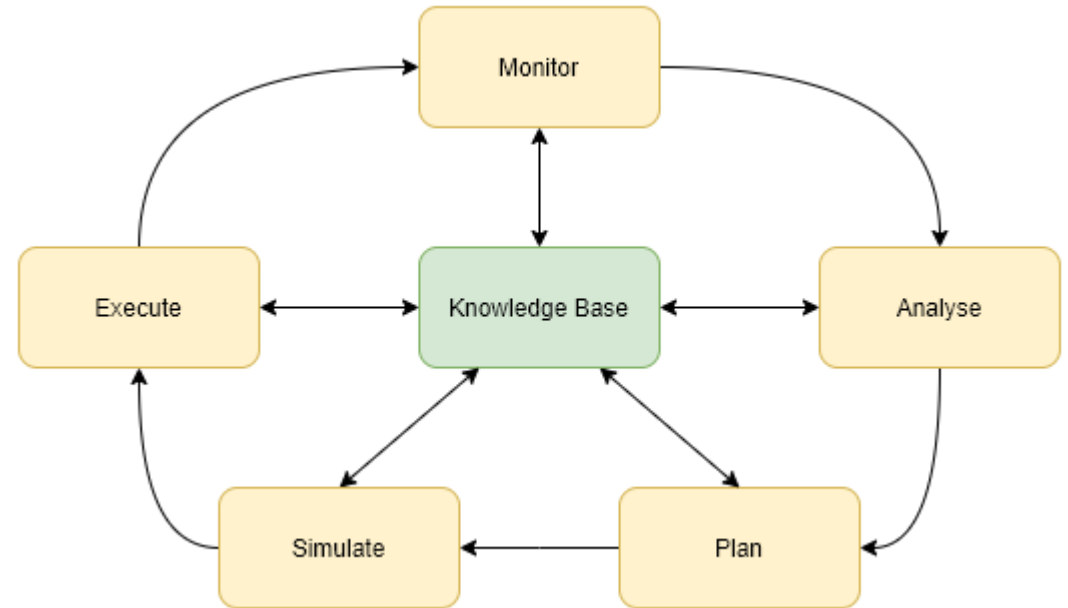 Monitor
Execute
Knowledge Base
Analyse
Simulate
Plan